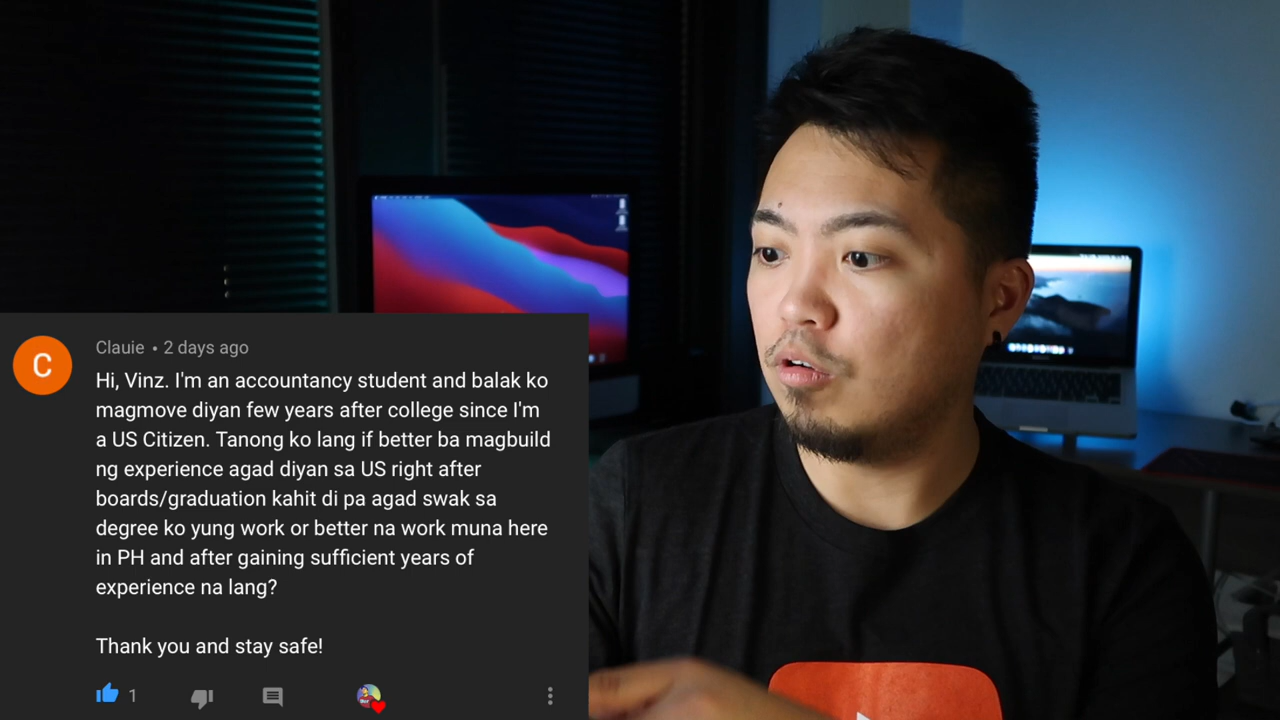 C
Clauie • 2 days ago
Hi, Vinz. I'm an accountancy student and balak ko
magmove diyan few years after college since I'm
a US Citizen. Tanong ko lang if better ba magbuild
ng experience agad diyan sa US right after
boards/graduation kahit di pa agad swak sa
degree ko yung work or better na work muna here
in PH and after gaining sufficient years of
experience na lang?
Thank you and stay safe!
1